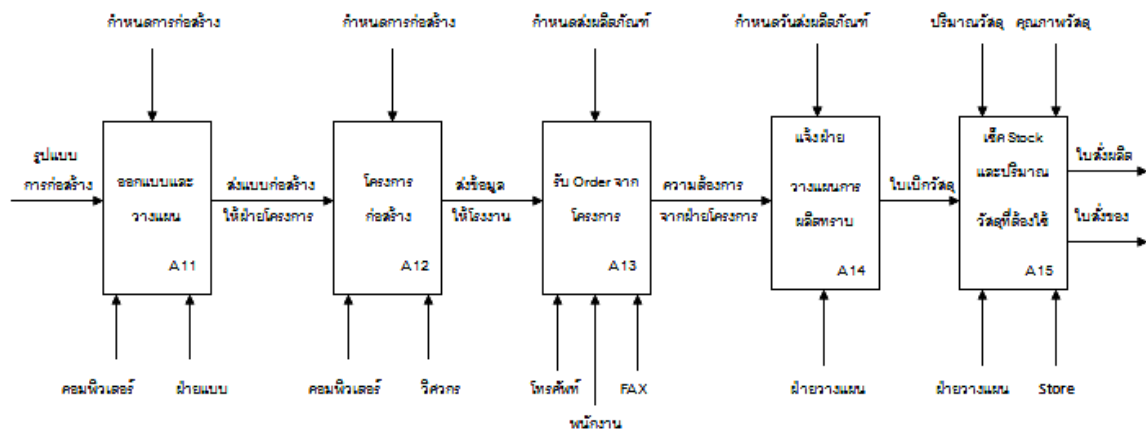 กำหนดการก่อสร้าง
กำหนดการก่อสร้าง
กำหนดส่งผลิตภัณฑ์
กำหนดวันส่งผลิตภัณฑ์
ปริมาณวัสดุ
คุณภาพวัสดุ
รูปแบบ
การก่อสร้าง
ออกแบบและ
วางแผน
A11
ส่งแบบก่อสร้าง
ให้ฝ่ายโครงการ
โครงการ
ก่อสร้าง
A12
ส่งข้อมูล
ให้โรงงาน
รับ Order จาก
โครงการ
A13
ความต้องการ
จากฝ่ายโครงการ
แจ้งฝ่าย
วางแผนการ
ผลิตทราบ
A14
ใบเบิกวัสดุ
เช็ค Stock
และปริมาณ
วัสดุที่ต้องใช้
A15
ใบสั่งผลิต
ใบสั่งของ
คอมพิวเตอร์
ฝ่ายแบบ
คอมพิวเตอร์
วิศวกร
โทรศัพท์
FAX
พนักงาน
ฝ่ายวางแผน
ฝ่ายวางแผน
Store